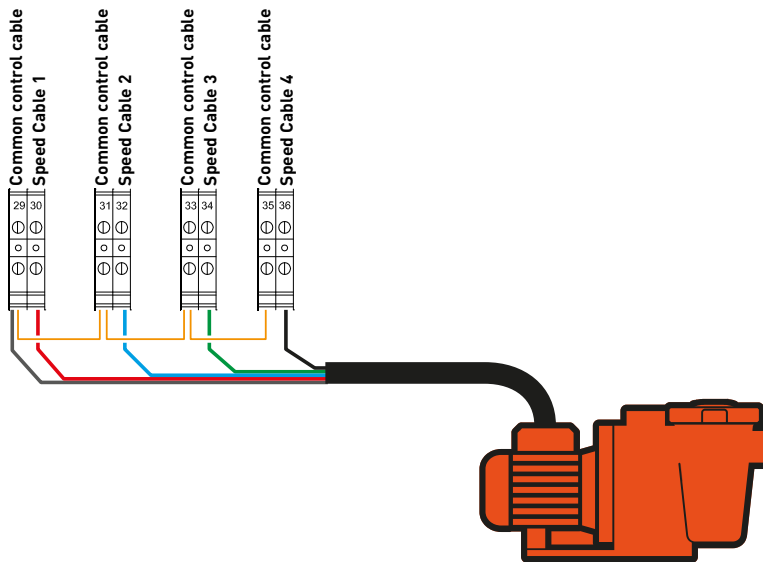 Common control cable
Speed Cable 1
Common control cable
Speed Cable 2
Common control cable
Speed Cable 3
Common control cable
Speed Cable 4
29 30
31 32
33 34
35 36